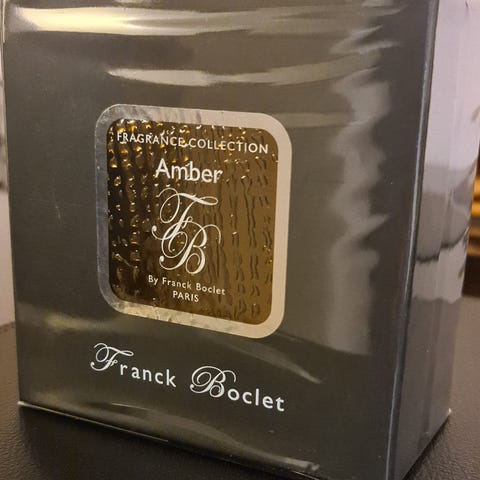 FRAGRANCE COLLECTION
Amber
FB
By Franck Boclet
PARIS
Franck Boclet